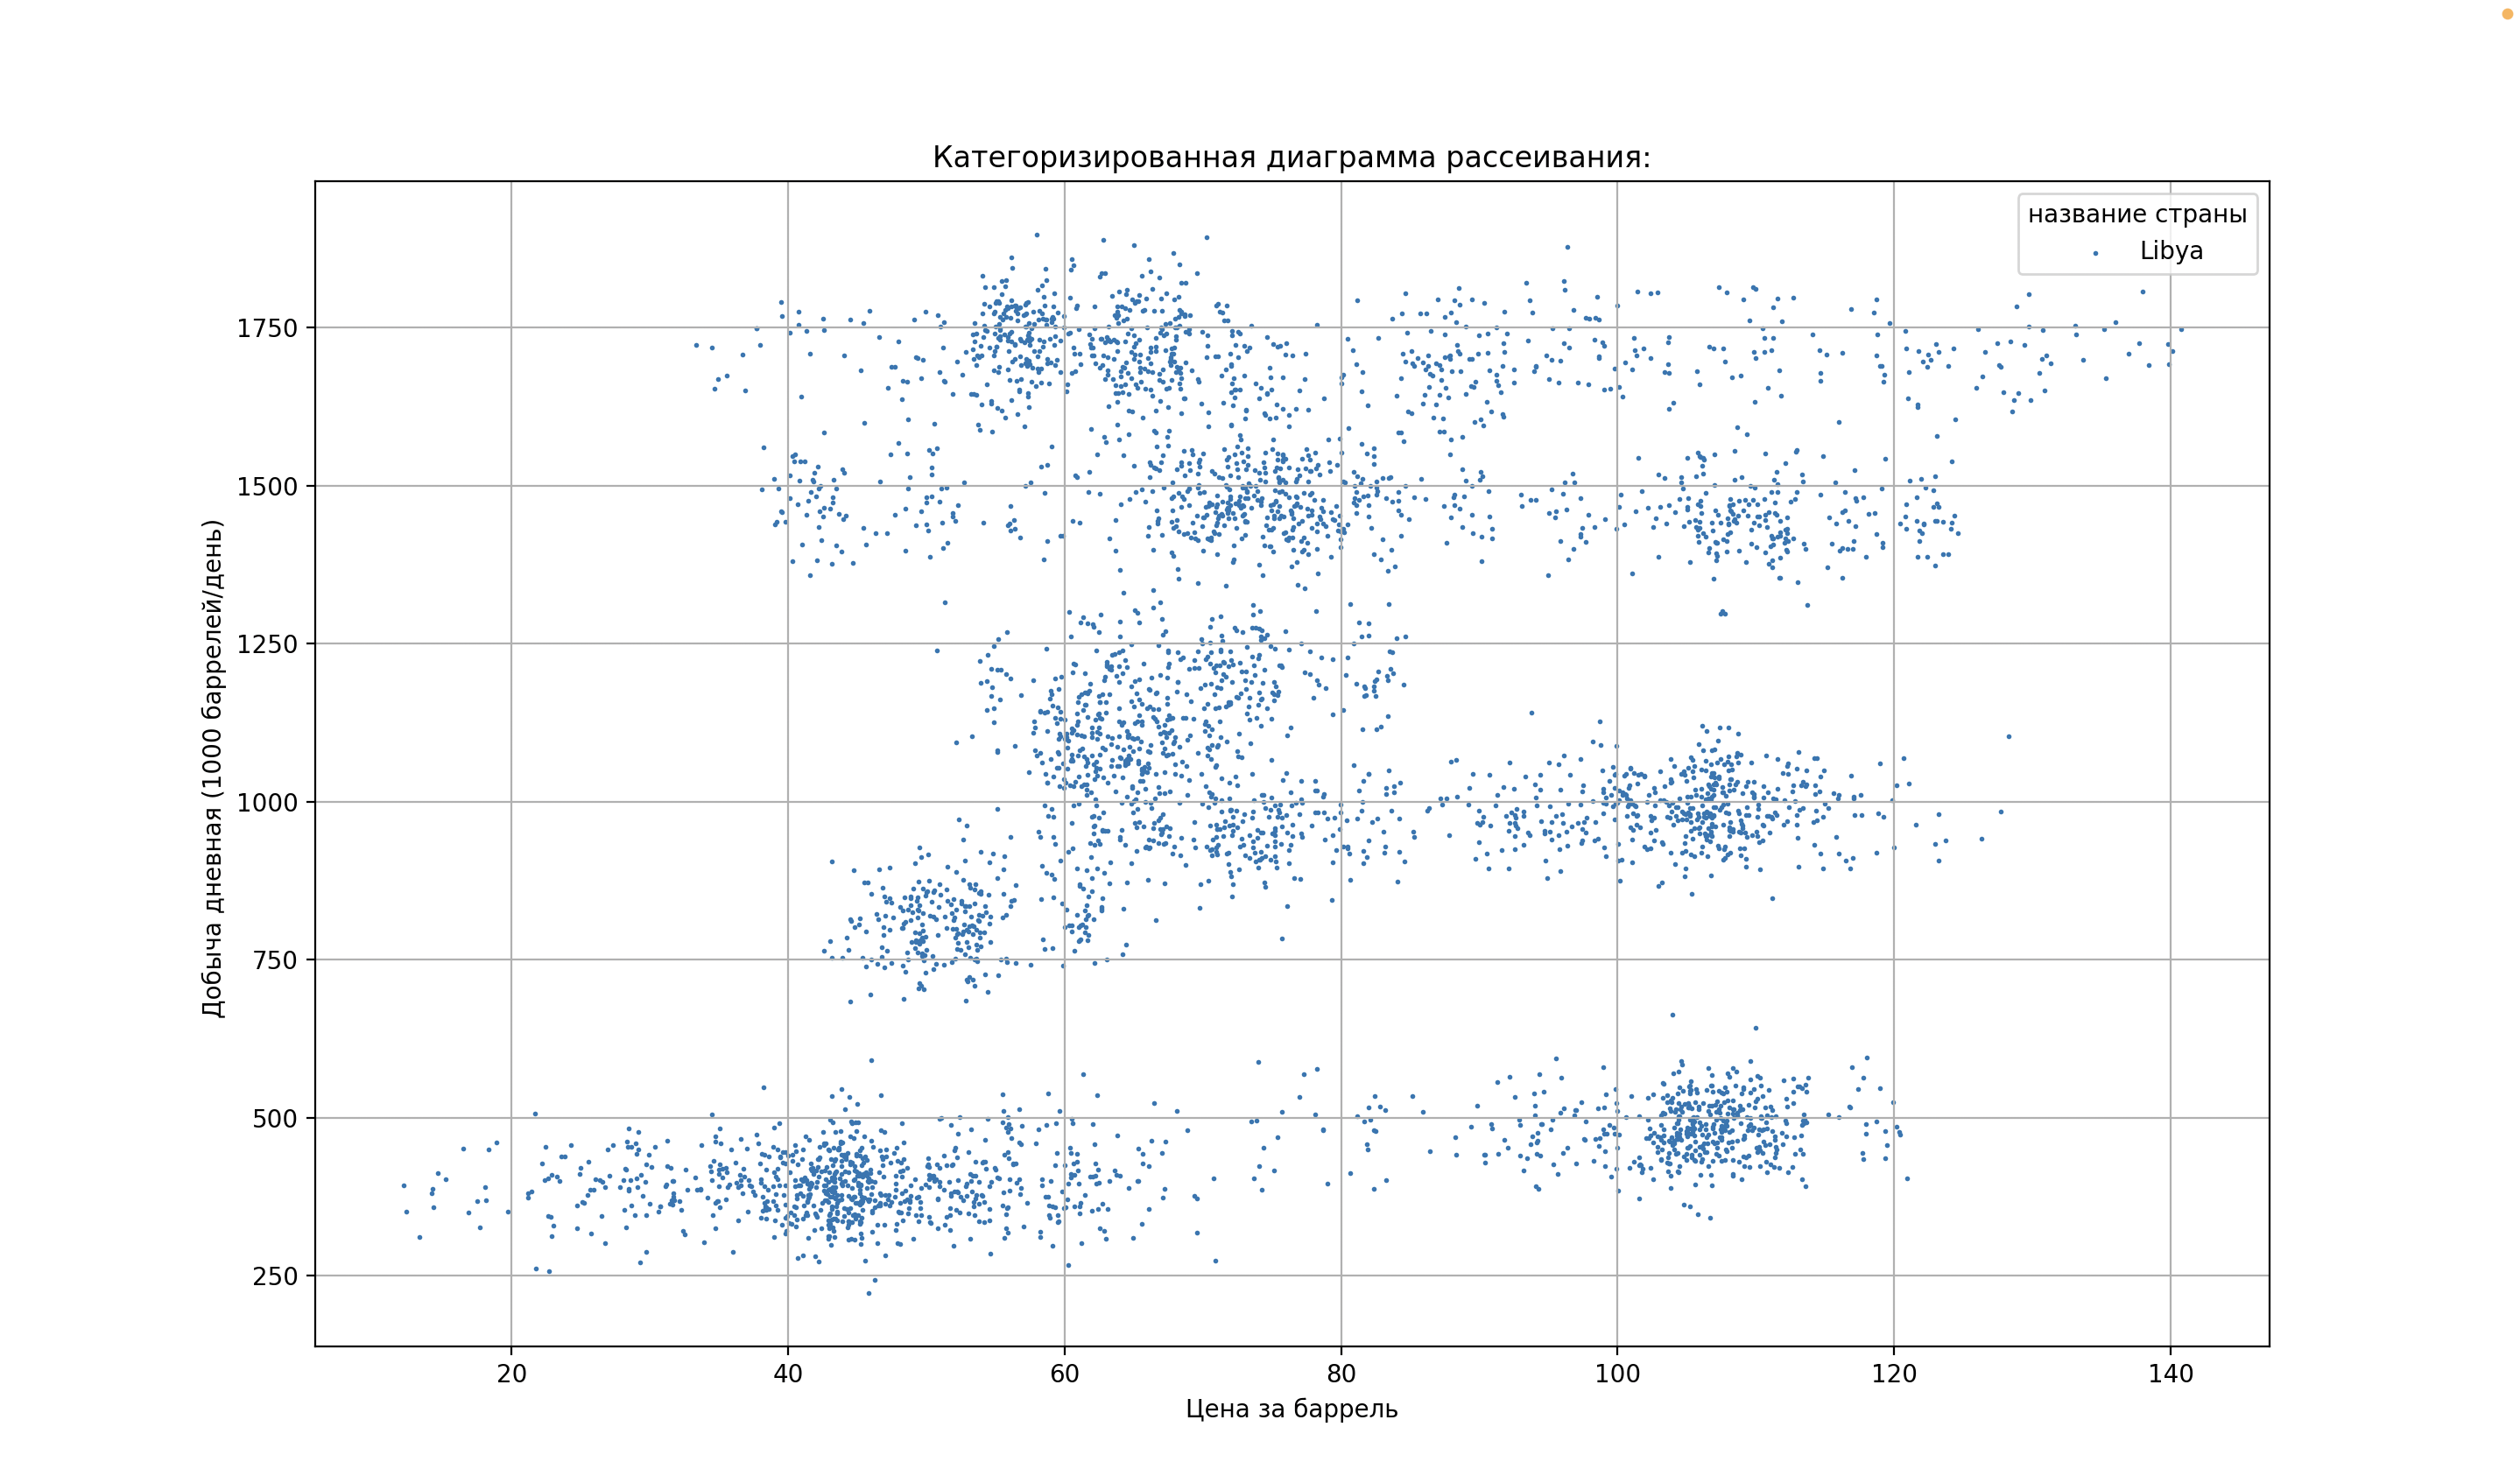 Категоризированная диаграмма рассеивания:
название страны
Libya
1750
1500
1250
1000
750
500
250
Добыча дневная (1000 баррелей/день)
20 40 60 80 100 120 140
Цена за баррель